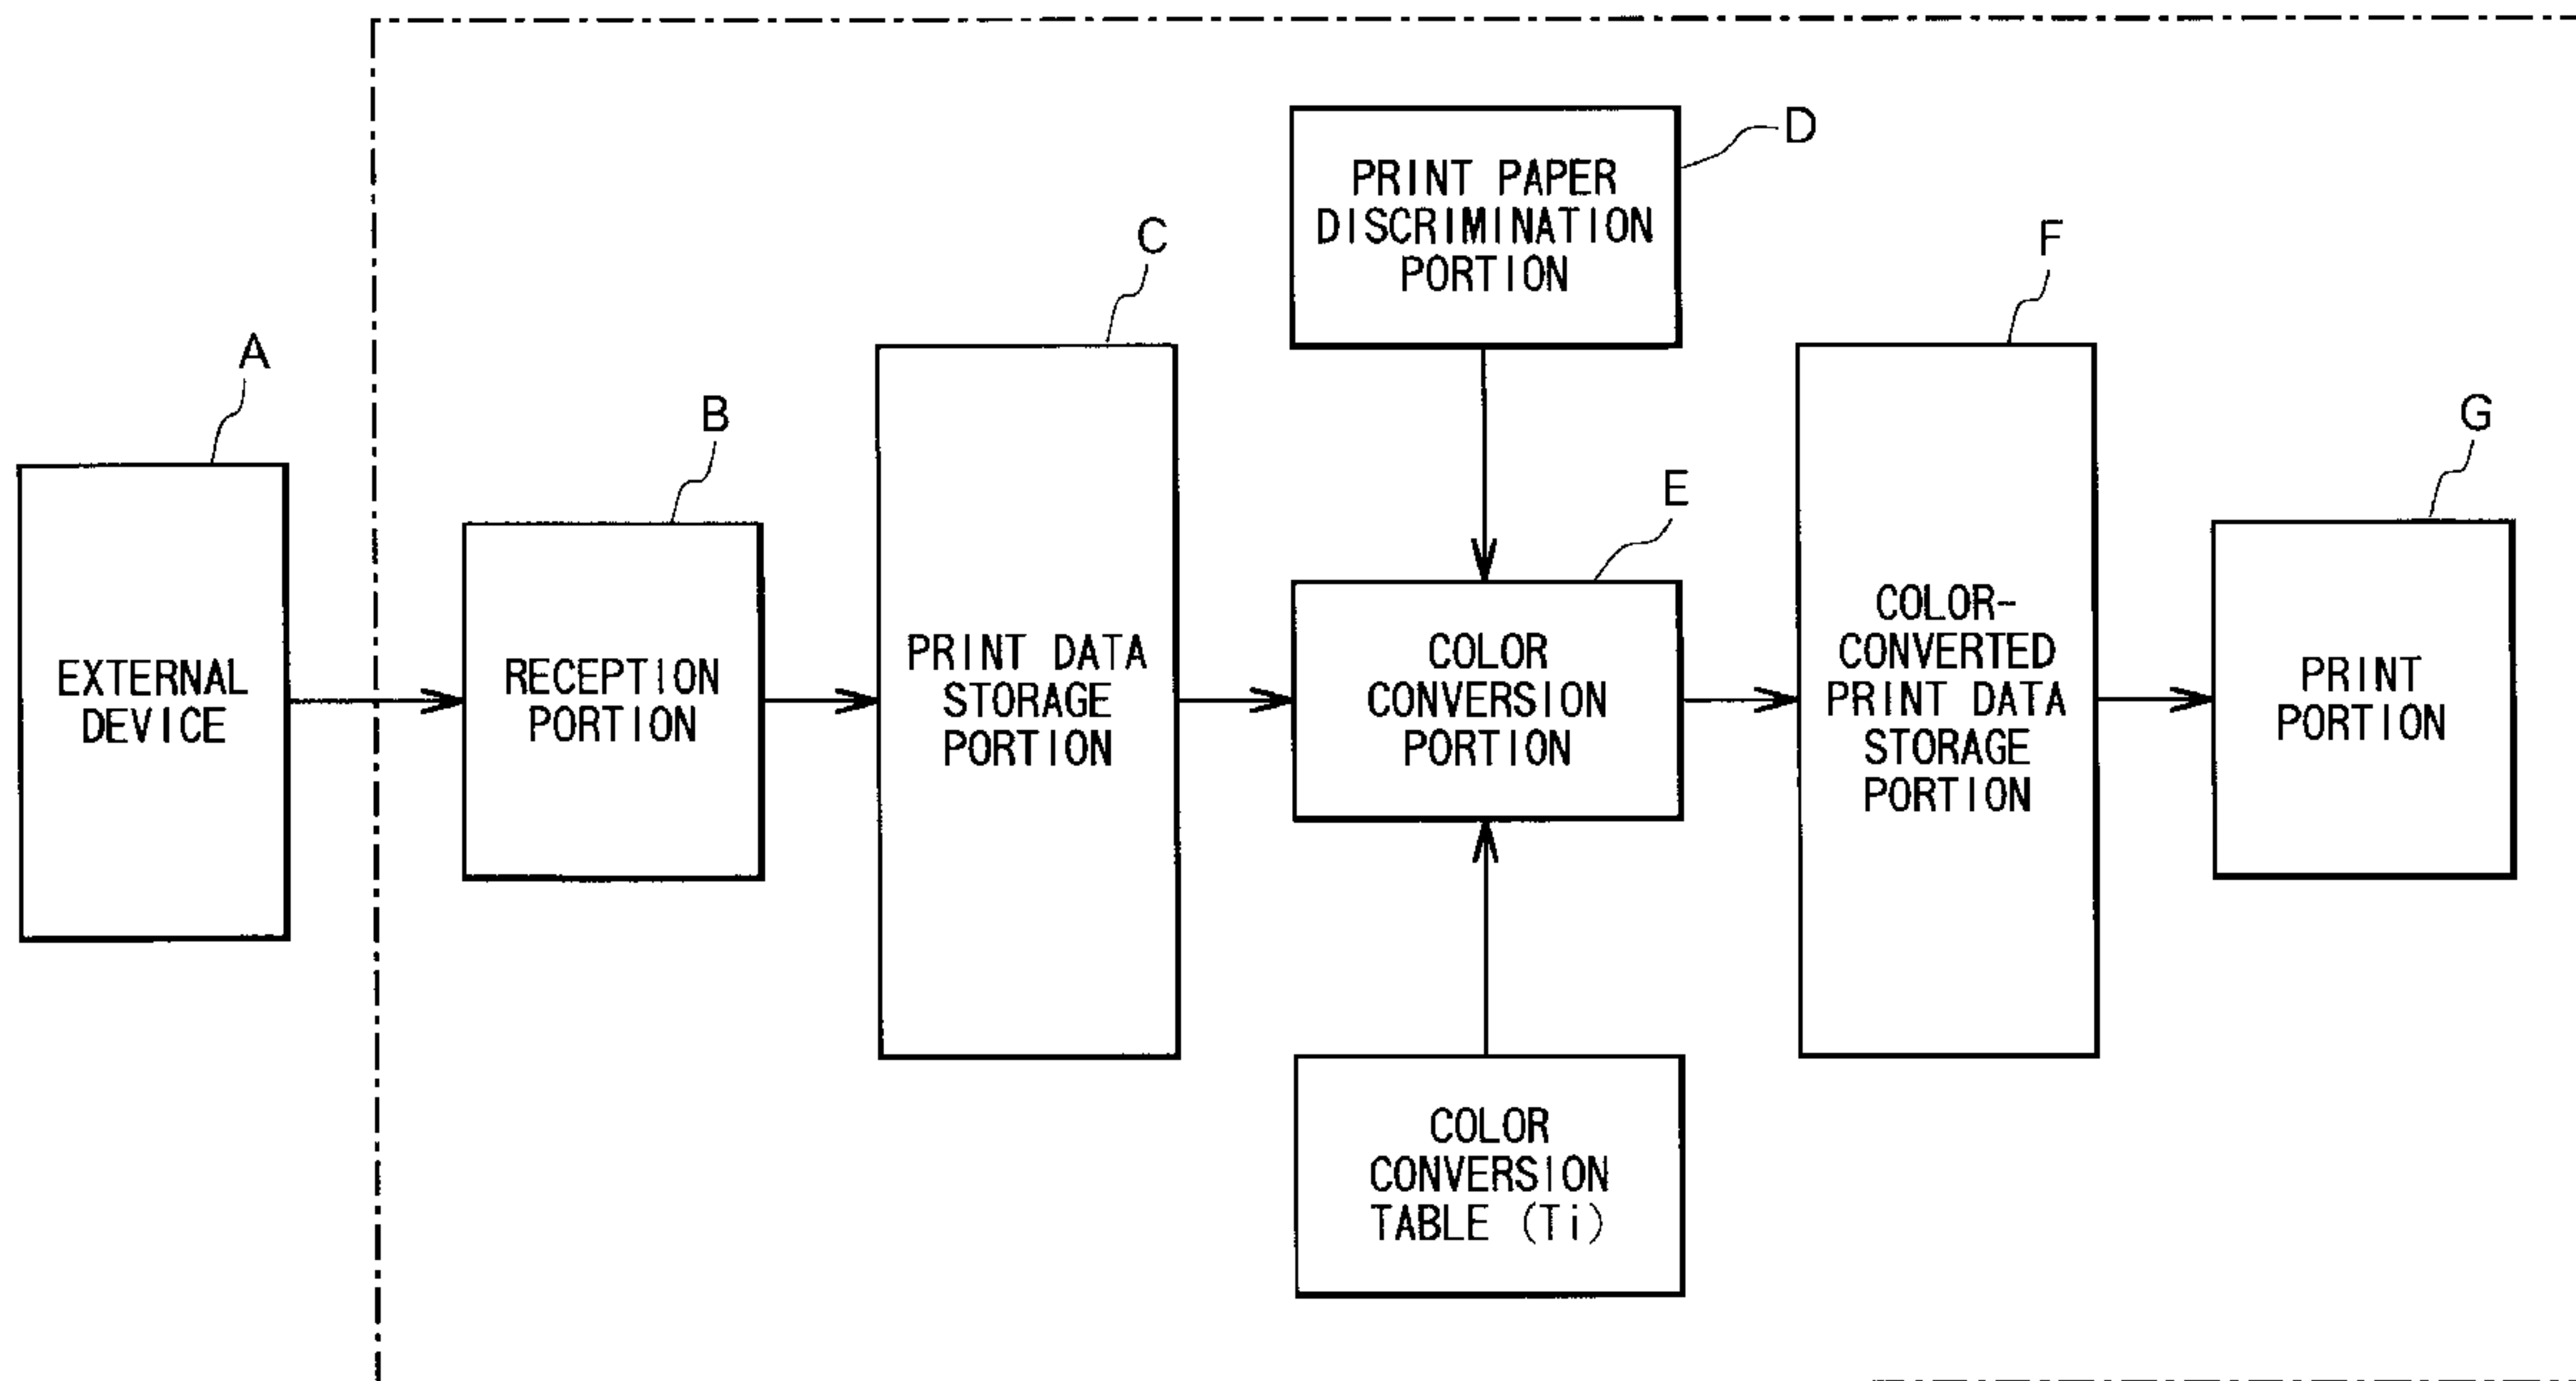 A
EXTERNAL
DEVICE
B
RECEPTION
PORTION
C
PRINT DATA
STORAGE
PORTION
D
PRINT PAPER
DISCRIMINATION
PORTION
E
COLOR
CONVERSION
PORTION
COLOR
CONVERSION
TABLE (Ti)
F
COLOR-
CONVERTED
PRINT DATA
STORAGE
PORTION
G
PRINT
PORTION